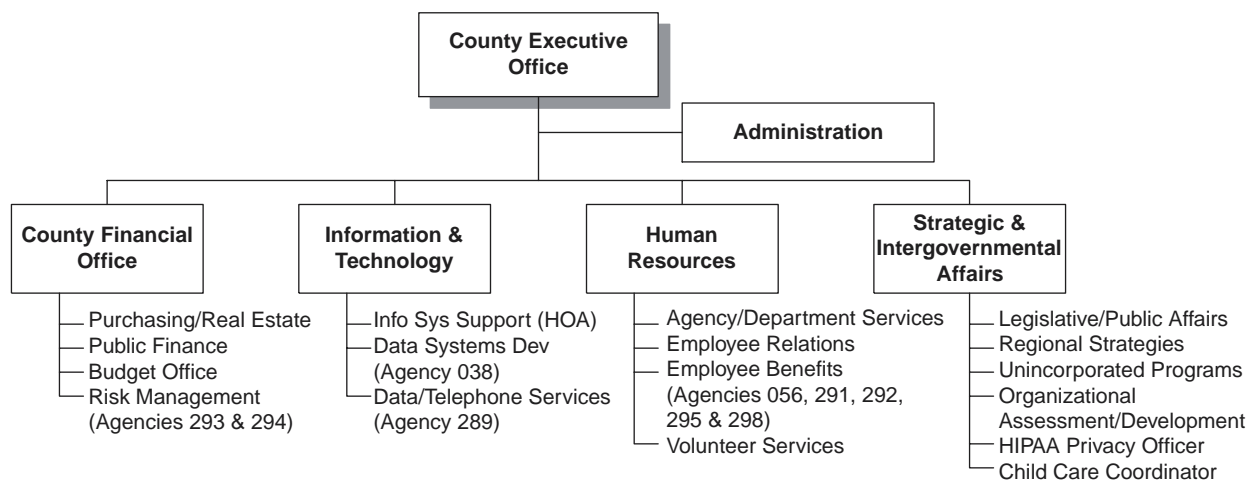 County Executive
Office
Administration
County Financial
Office
Purchasing/Real Estate
Public Finance
Budget Office
Risk Management
(Agencies 293 & 294)
Information &
Technology
Info Sys Support (HOA)
Data Systems Dev
(Agency 038)
Data/Telephone Services
(Agency 289)
Human
Resources
Agency/Department Services
Employee Relations
Employee Benefits
(Agencies 056, 291, 292,
295 & 298)
Volunteer Services
Strategic &
Intergovernmental
Affairs
Legislative/Public Affairs
Regional Strategies
Unincorporated Programs
Organizational
Assessment/Development
HIPAA Privacy Officer
Child Care Coordinator